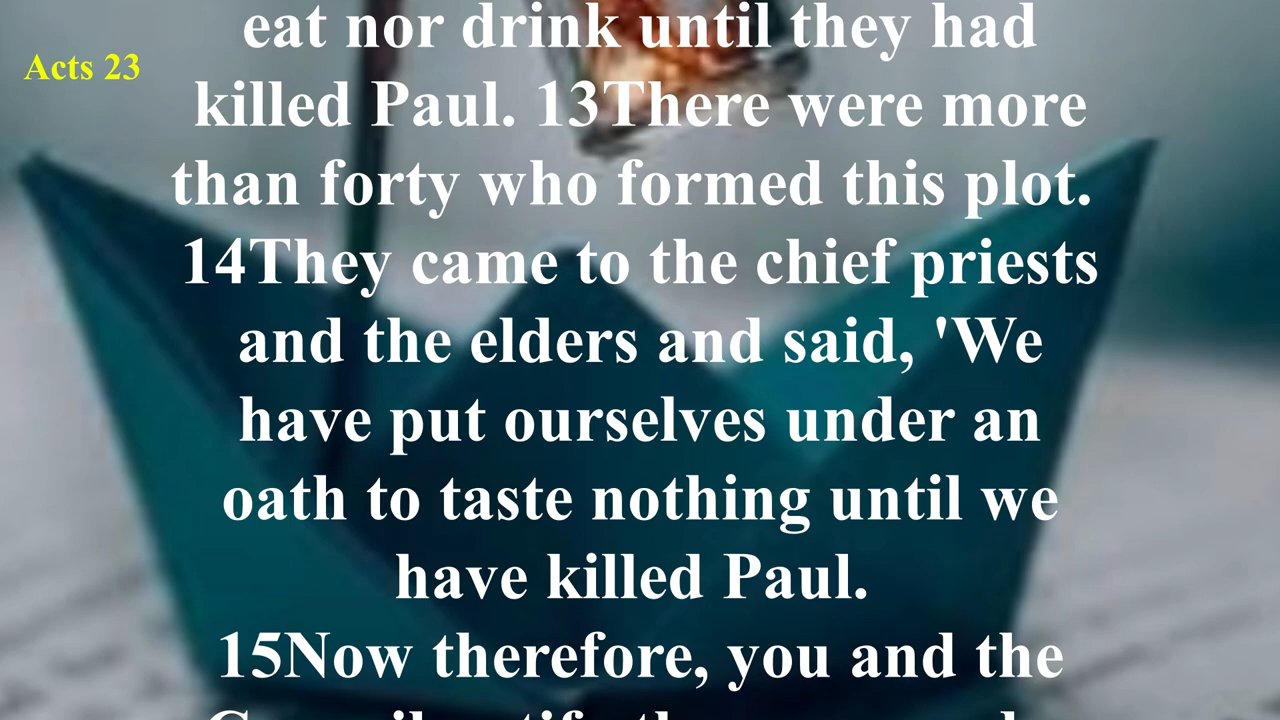 Acts 23
eat nor drink until they had
killed Paul. 13There were more
than forty who formed this plot.
14They came to the chief priests
and the elders and said, 'We
have put ourselves under an
oath to taste nothing until we
have killed Paul.
15Now therefore, you and the